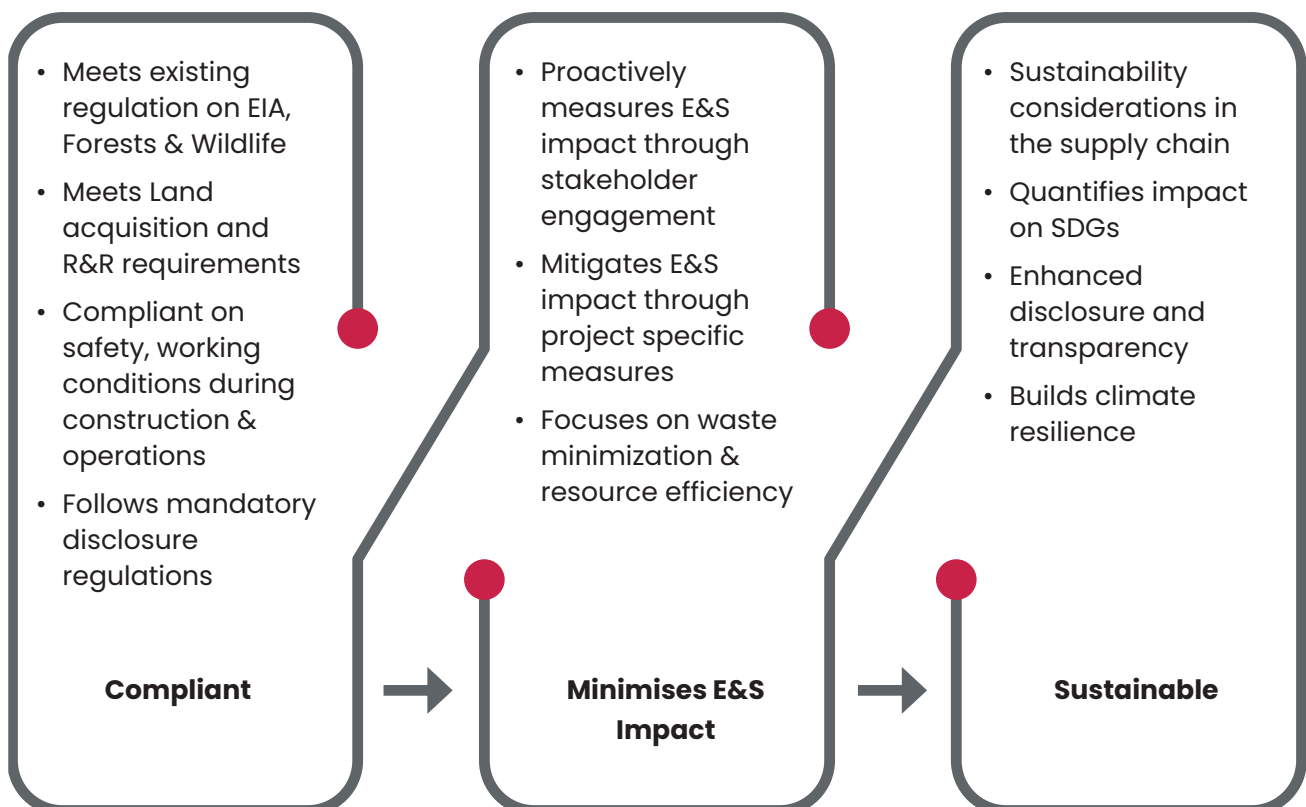 • Meets existing
regulation on EIA,
Forests & Wildlife
• Meets Land
acquisition and
R&R requirements
• Compliant on
safety, working
conditions during
construction &
operations
• Follows mandatory
disclosure
regulations
Compliant
• Proactively
measures E&S
impact through
stakeholder
engagement
• Mitigates E&S
impact through
project specific
measures
• Focuses on waste
minimization &
resource efficiency
Minimises E&S
Impact
• Sustainability
considerations in
the supply chain
• Quantifies impact
on SDGs
• Enhanced
disclosure and
transparency
• Builds climate
resilience
Sustainable